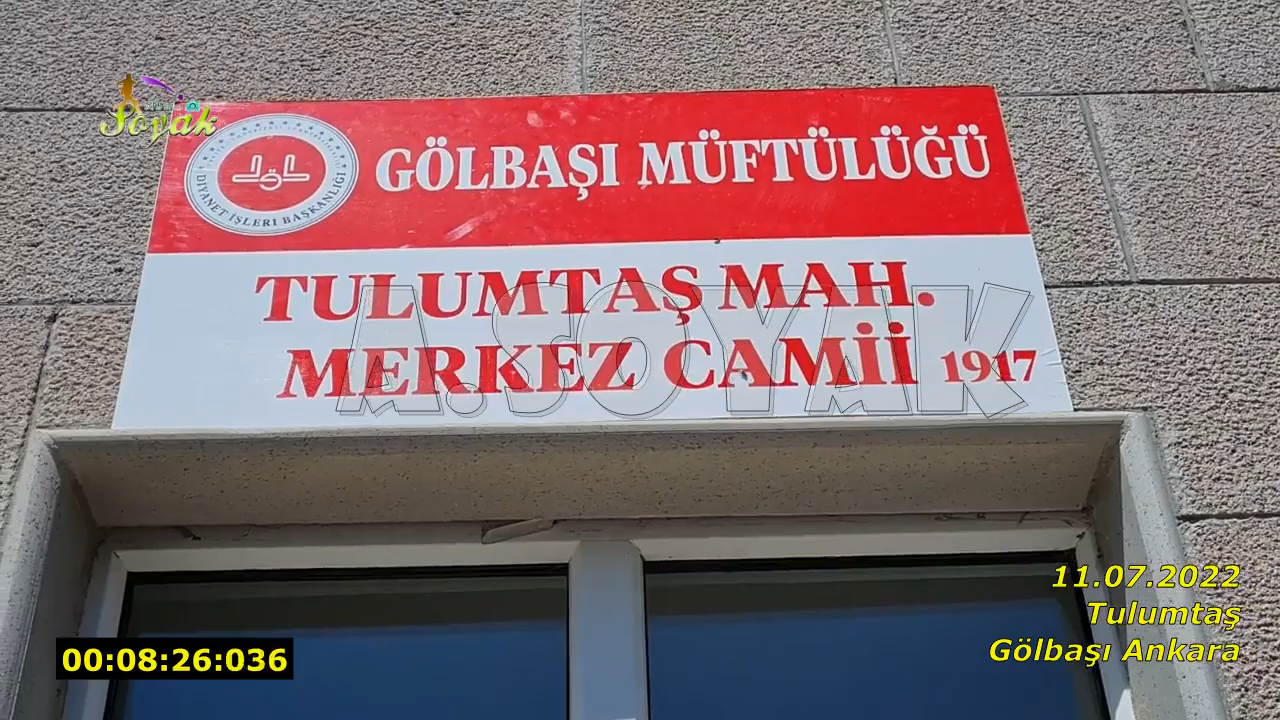 Soyak
GÖLBAŞI MÜFTÜLÜĞÜ
DİYANET İŞLERİ BAŞKANLIĞI
TULUMTAŞ MAH.
MERKEZ CAMİİ 1917
A.SOYAK
11.07.2022
Tulumtaş
Gölbaşı Ankara
00:08:26:036